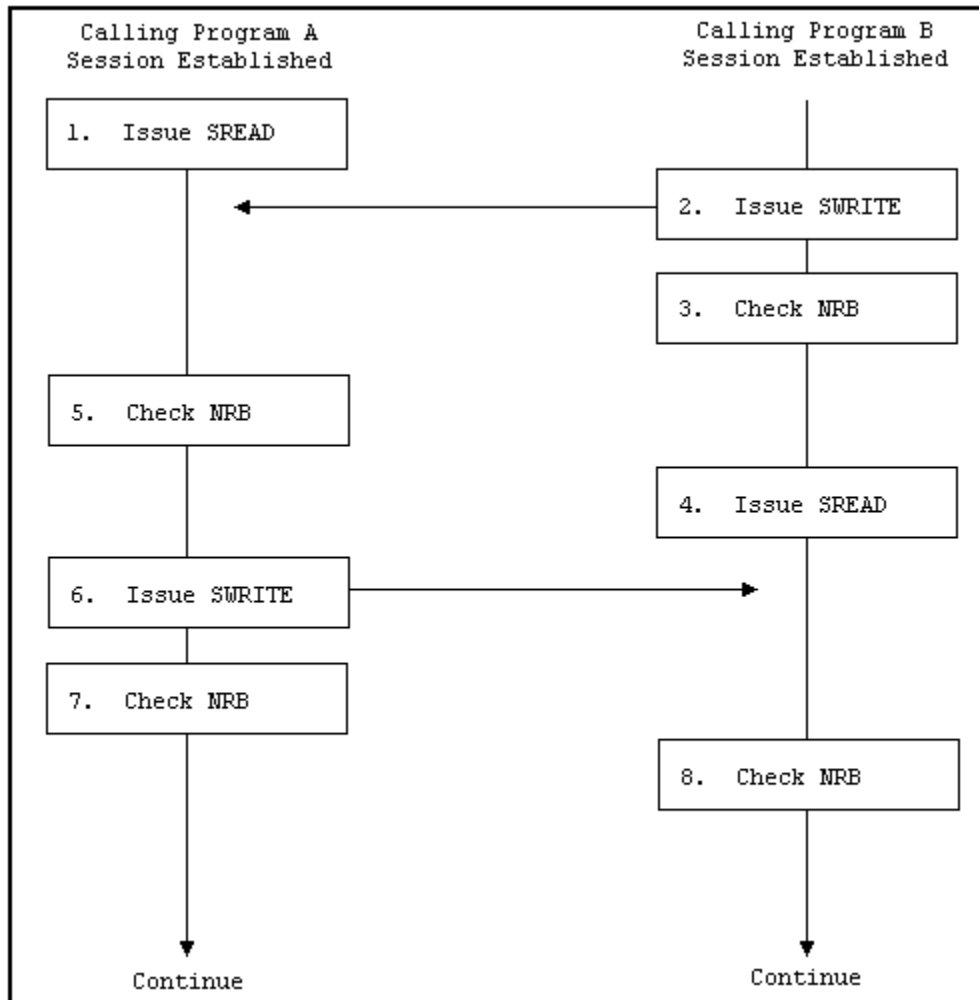 Calling Program A
Session Established
Calling Program B
Session Established
1. Issue SREAD
2. Issue SWRITE
3. Check NRB
5. Check NRB
4. Issue SREAD
6. Issue SWRITE
7. Check NRB
8. Check NRB
Continue
Continue